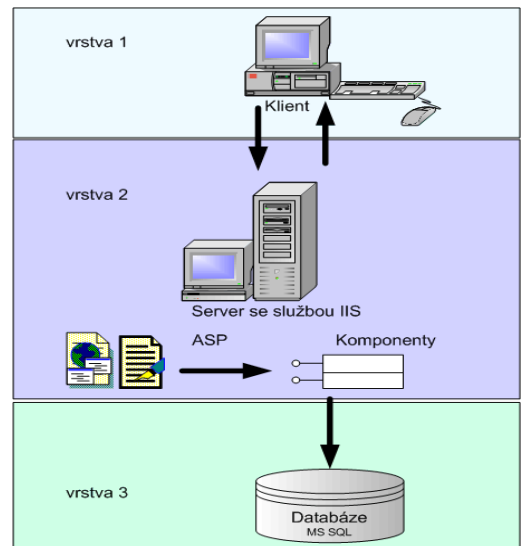 vrstva 1
Klient
vrstva 2
Server se službou IIS
ASP
Komponenty
vrstva 3
Databáze
MS SQL